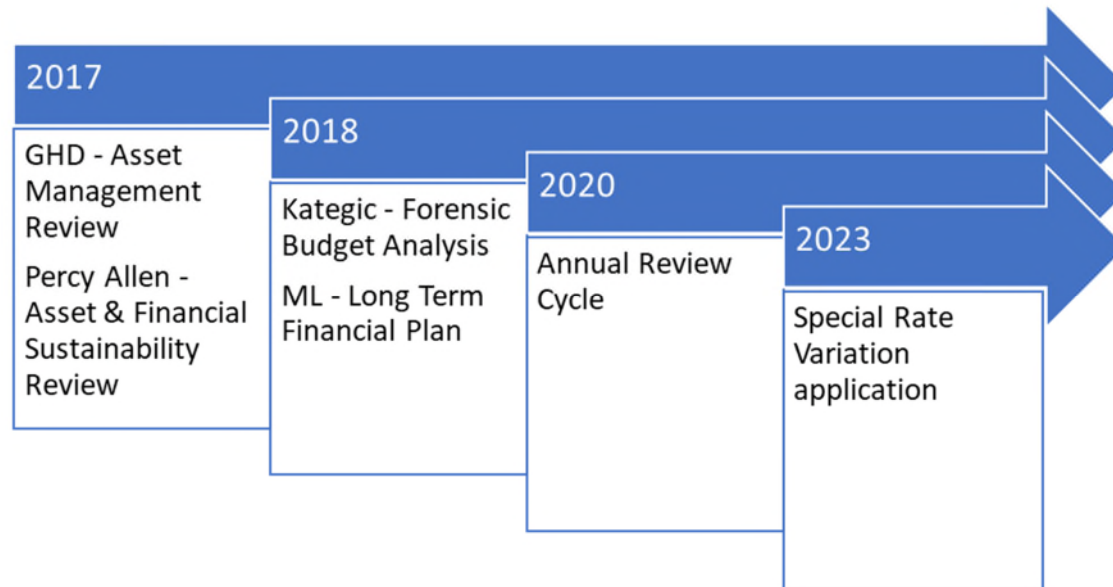 2017
GHD - Asset
Management
Review
Percy Allen -
Asset & Financial
Sustainability
Review
2018
Kategic - Forensic
Budget Analysis
ML - Long Term
Financial Plan
2020
Annual Review
Cycle
2023
Special Rate
Variation
application